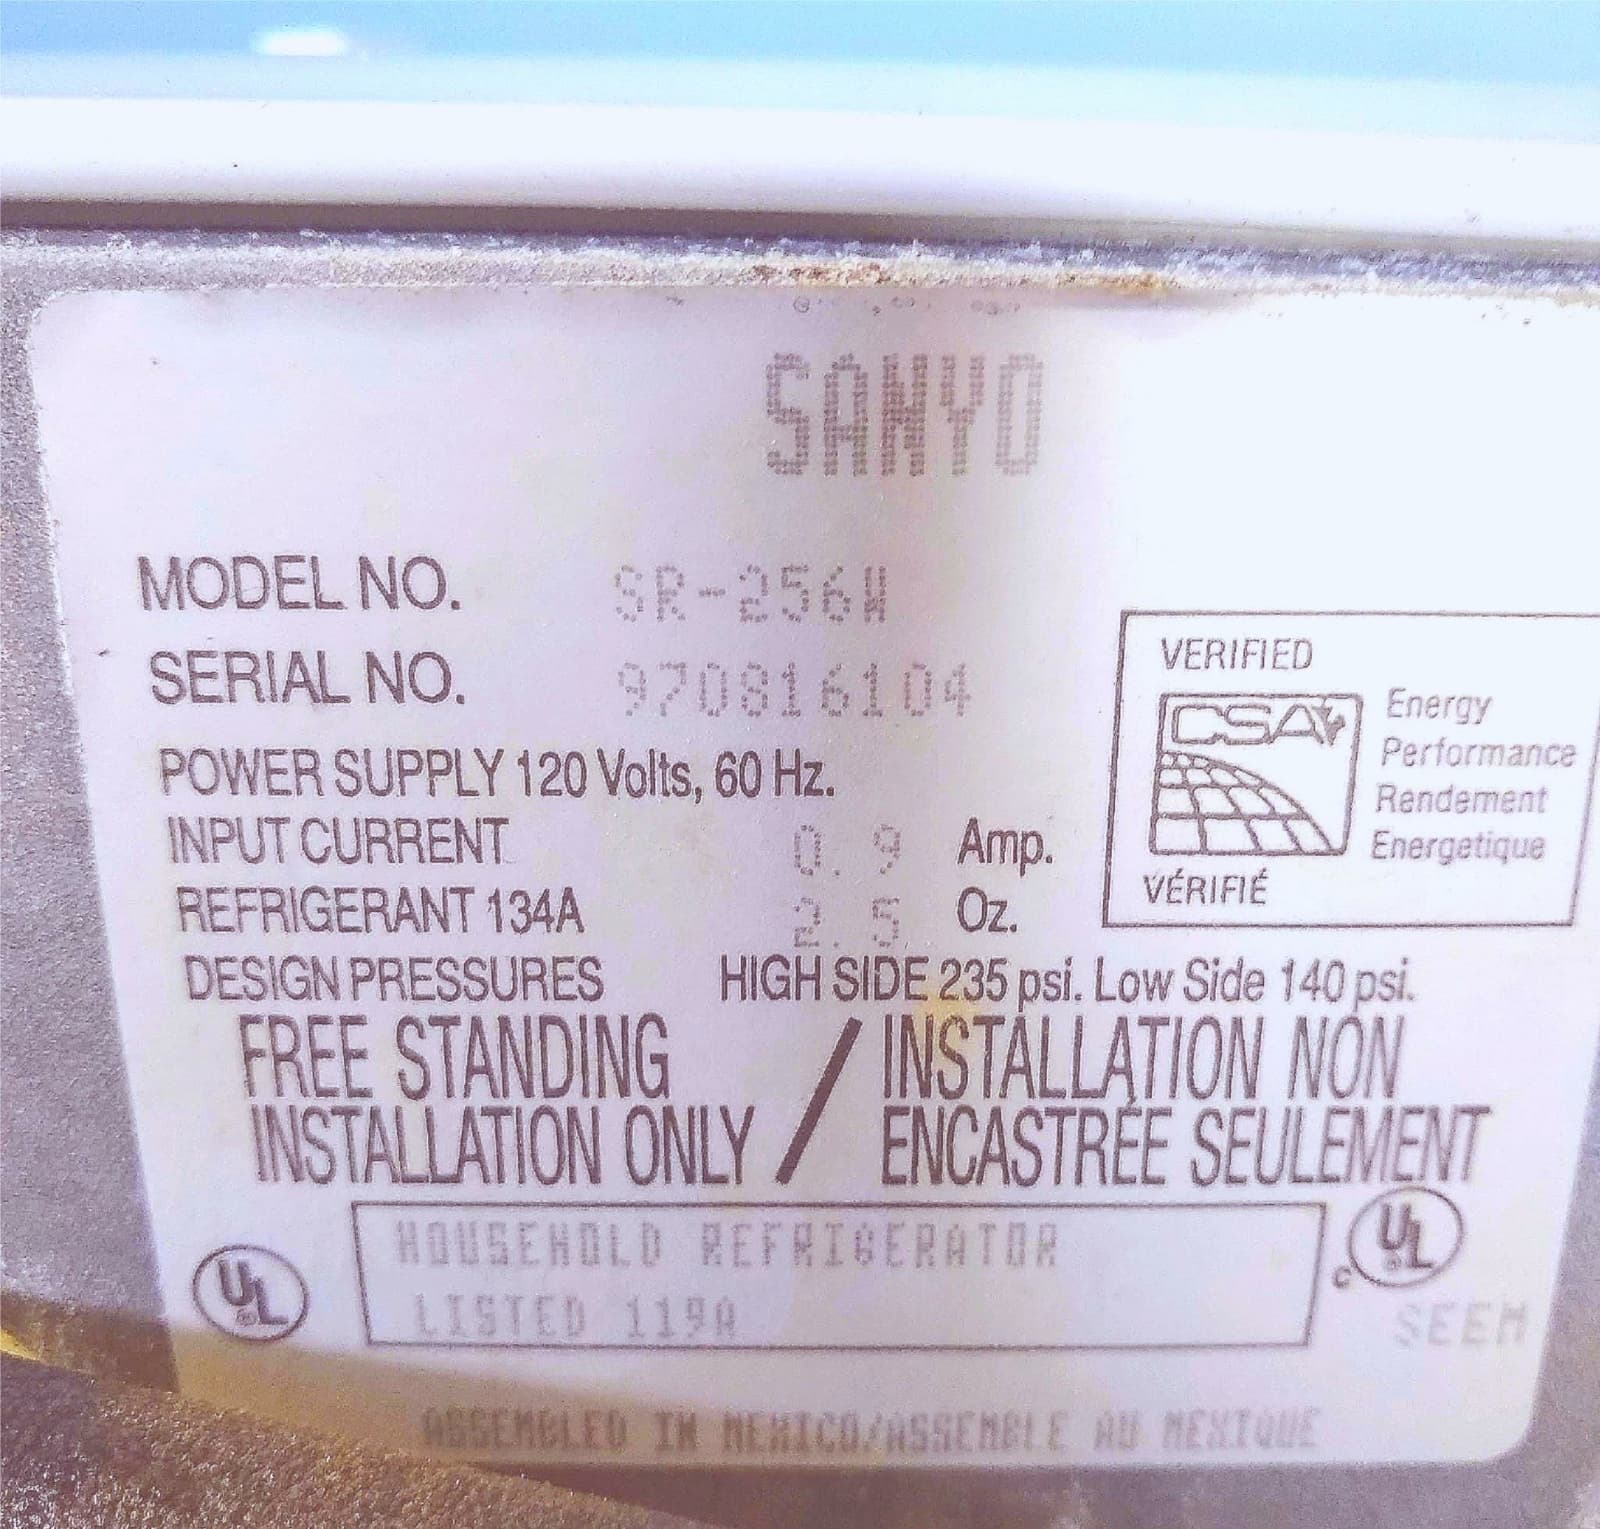 SANYO
MODEL NO. SR-256W
SERIAL NO. 970816104
POWER SUPPLY 120 Volts, 60 Hz.
INPUT CURRENT 0.9 Amp.
REFRIGERANT 134A 2.5 Oz.
DESIGN PRESSURES HIGH SIDE 235 psi. Low Side 140 psi.
VERIFIED
CSA
Energy
Performance
Rendement
Energetique
VÉRIFIÉ
FREE STANDING / INSTALLATION NON
INSTALLATION ONLY ENCASTRÉE SEULEMENT
UL
HOUSEHOLD REFRIGERATOR
LISTED 119A
C UL
SEEM
ASSEMBLED IN MEXICO/ASSEMBLE AU MEXIQUE